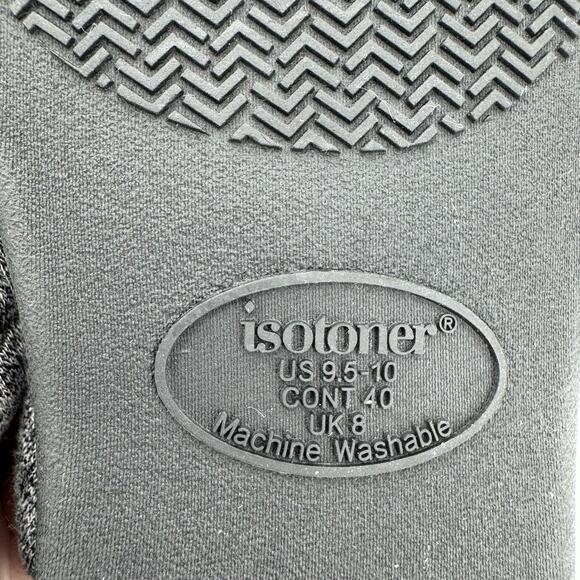 isotoner®
US 9.5-10
CONT 40
UK 8
Machine Washable